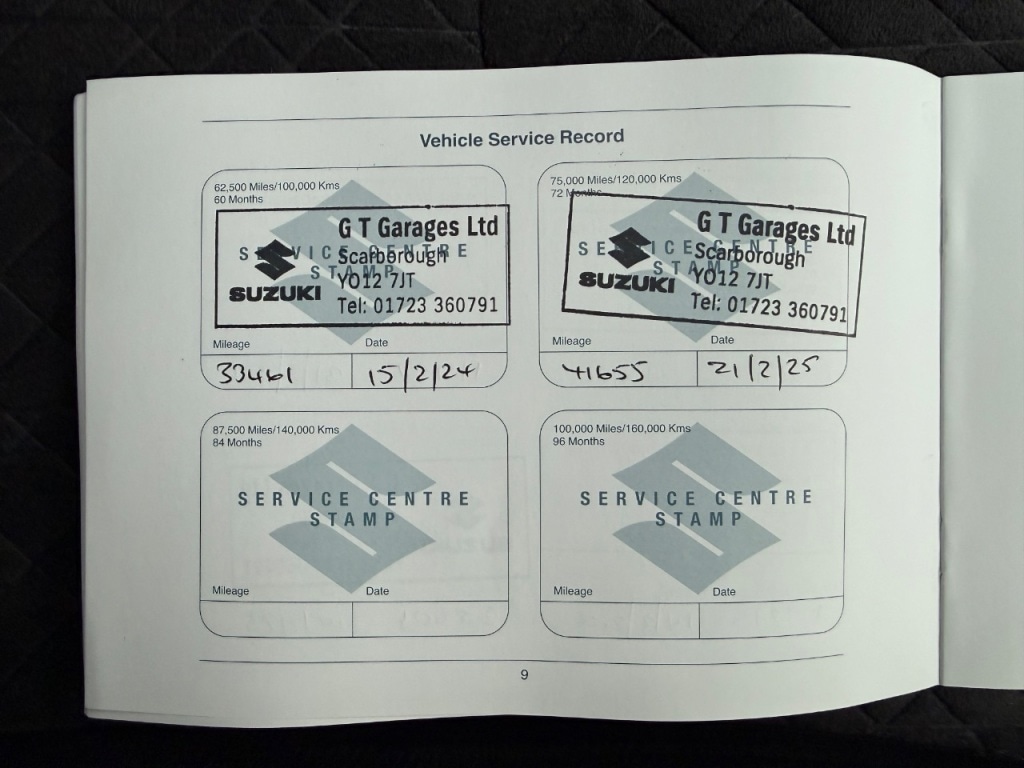 Vehicle Service Record
62,500 Miles/100,000 Kms
60 Months
SERVICE CENTRE
STAMP
G T Garages Ltd
Scarborough
YO12 7JT
Tel: 01723 360791
SUZUKI
Mileage
Date
33461
15/2/24
75,000 Miles/120,000 Kms
72 Months
SERVICE CENTRE
STAMP
G T Garages Ltd
Scarborough
YO12 7JT
Tel: 01723 360791
SUZUKI
Mileage
Date
41655
21/2/25
87,500 Miles/140,000 Kms
84 Months
SERVICE CENTRE
STAMP
Mileage
Date
100,000 Miles/160,000 Kms
96 Months
SERVICE CENTRE
STAMP
Mileage
Date
9